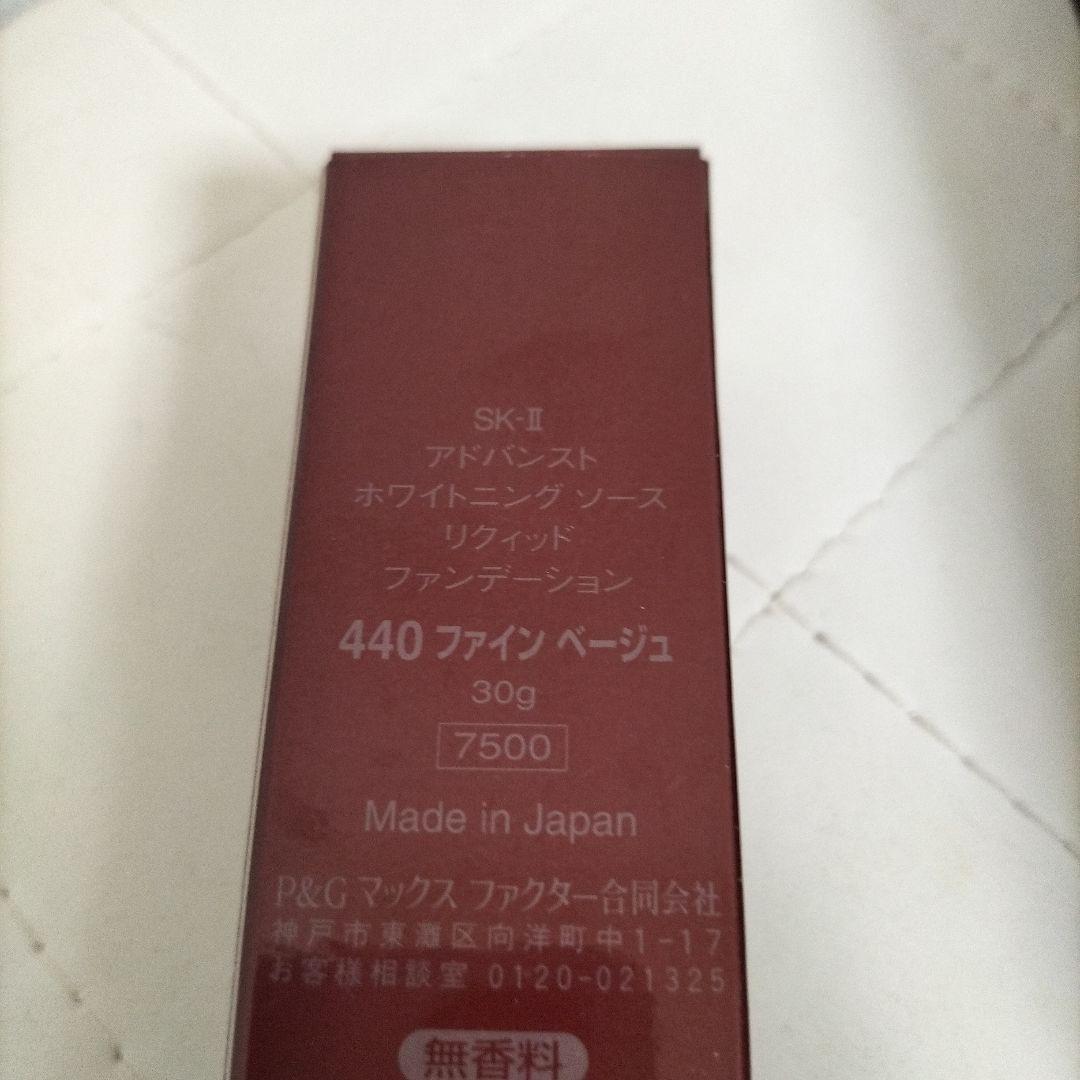 SK-Ⅱ
アドバンスト
ホワイトニング ソース
リクィッド
ファンデーション
440 ファイン ベージュ
30g
7500
Made in Japan
P&G マックス ファクター合同会社
神戸市東灘区向洋町中1-17
お客様相談室 0120-021325
無香料